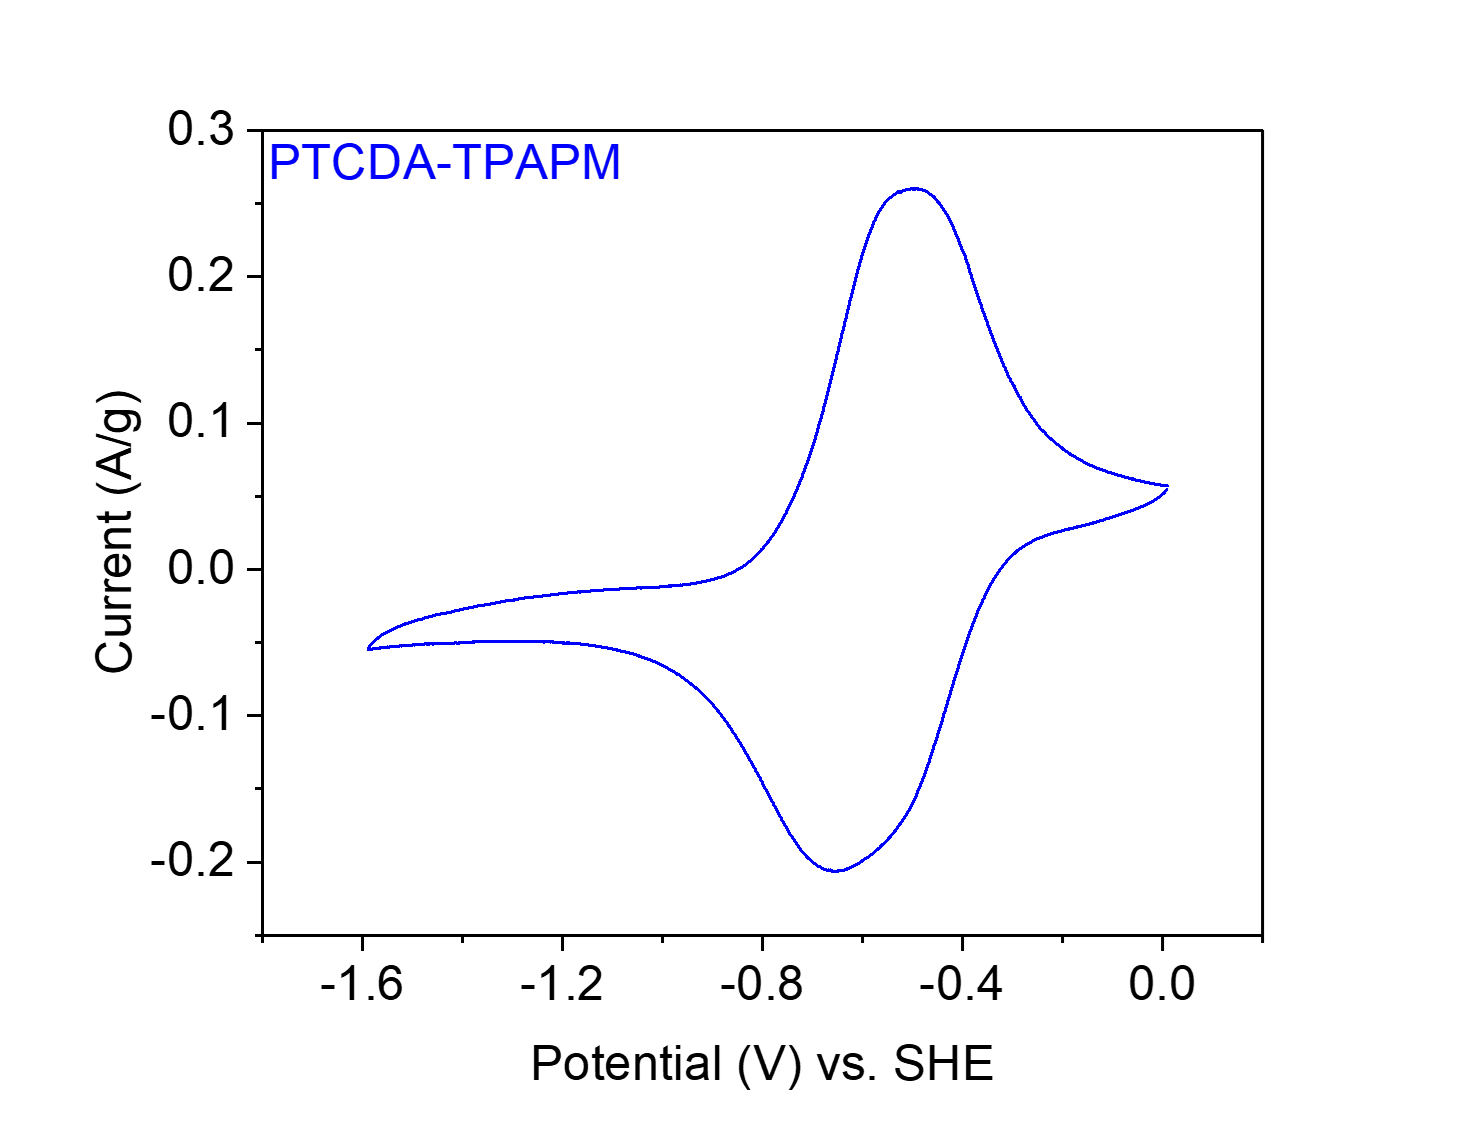 PTCDA-TPAPM
0.3
0.2
0.1
0.0
-0.1
-0.2
Current (A/g)
-1.6 -1.2 -0.8 -0.4 0.0
Potential (V) vs. SHE